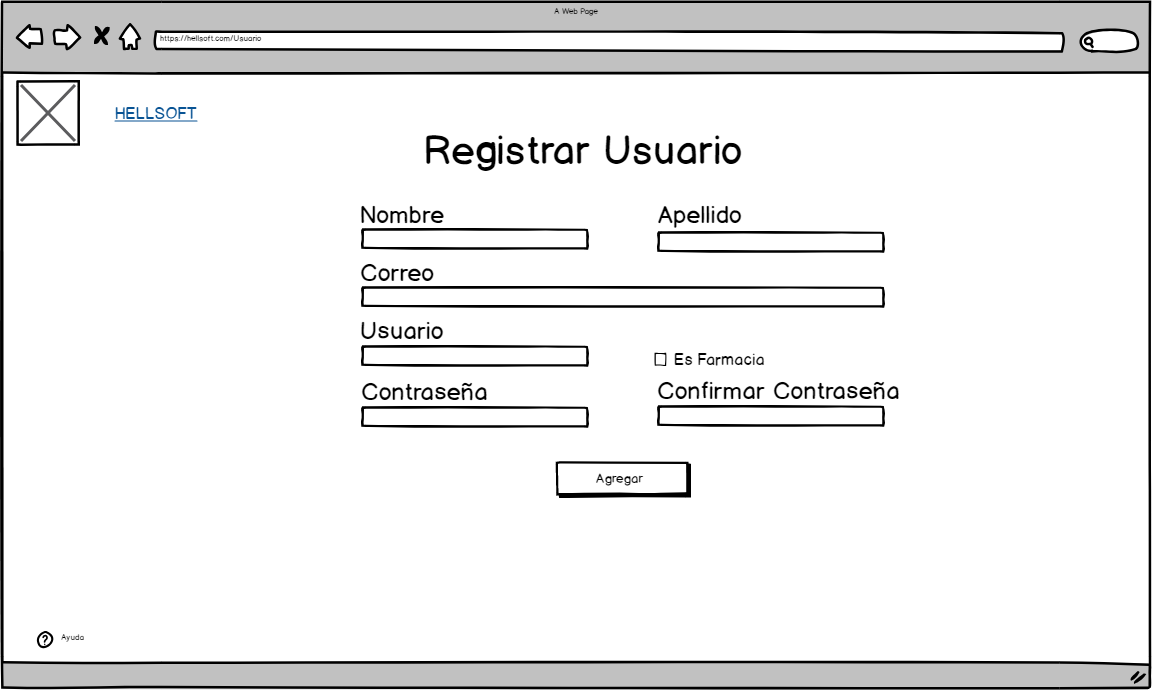 A Web Page
https://hellsoft.com/Usuario
HELLSOFT
Registrar Usuario
Nombre
Apellido
Correo
Usuario
Es Farmacia
Contraseña
Confirmar Contraseña
Agregar
Ayuda